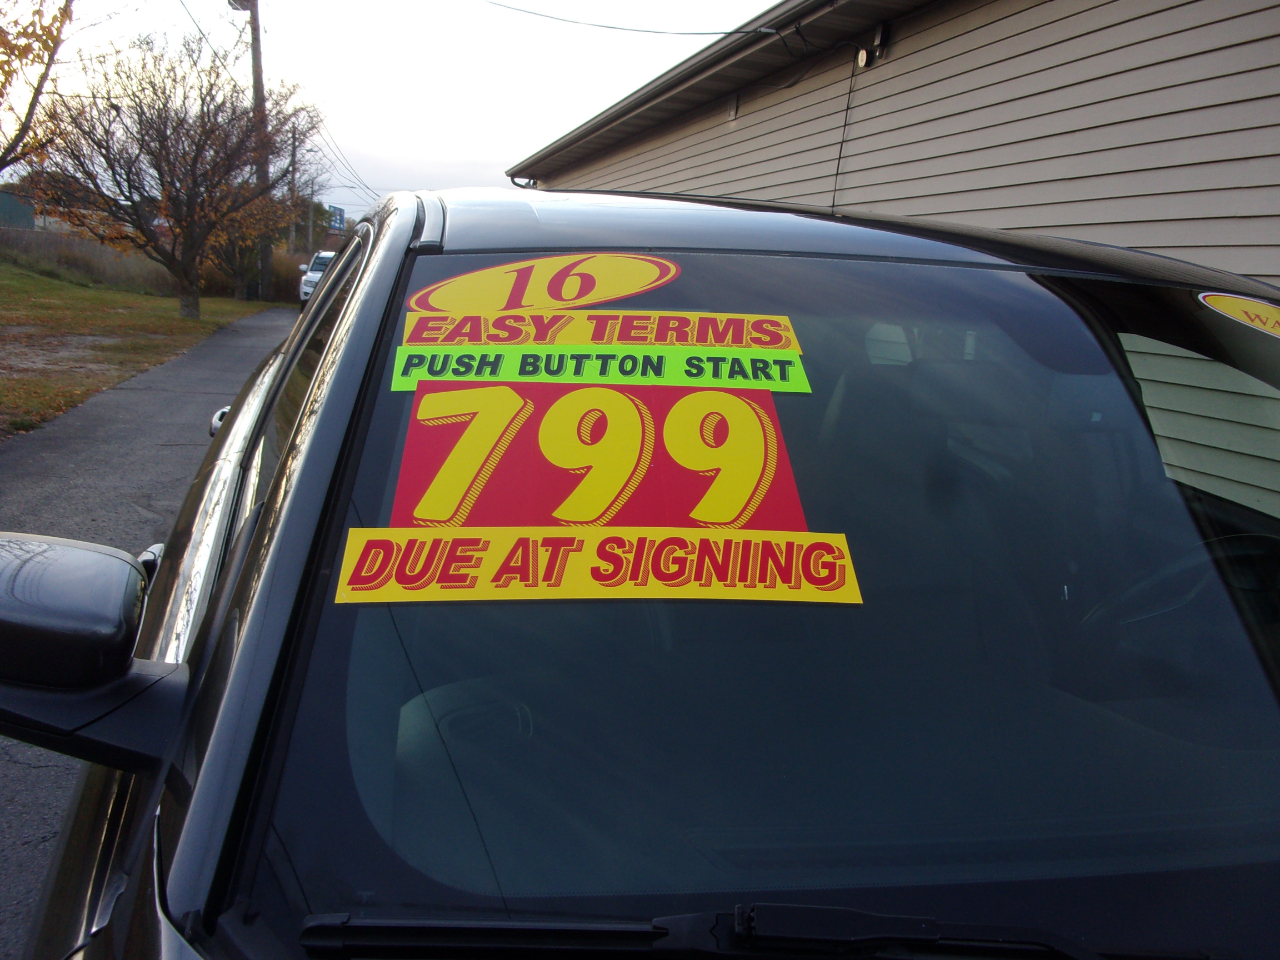 16
EASY TERMS
PUSH BUTTON START
799
DUE AT SIGNING